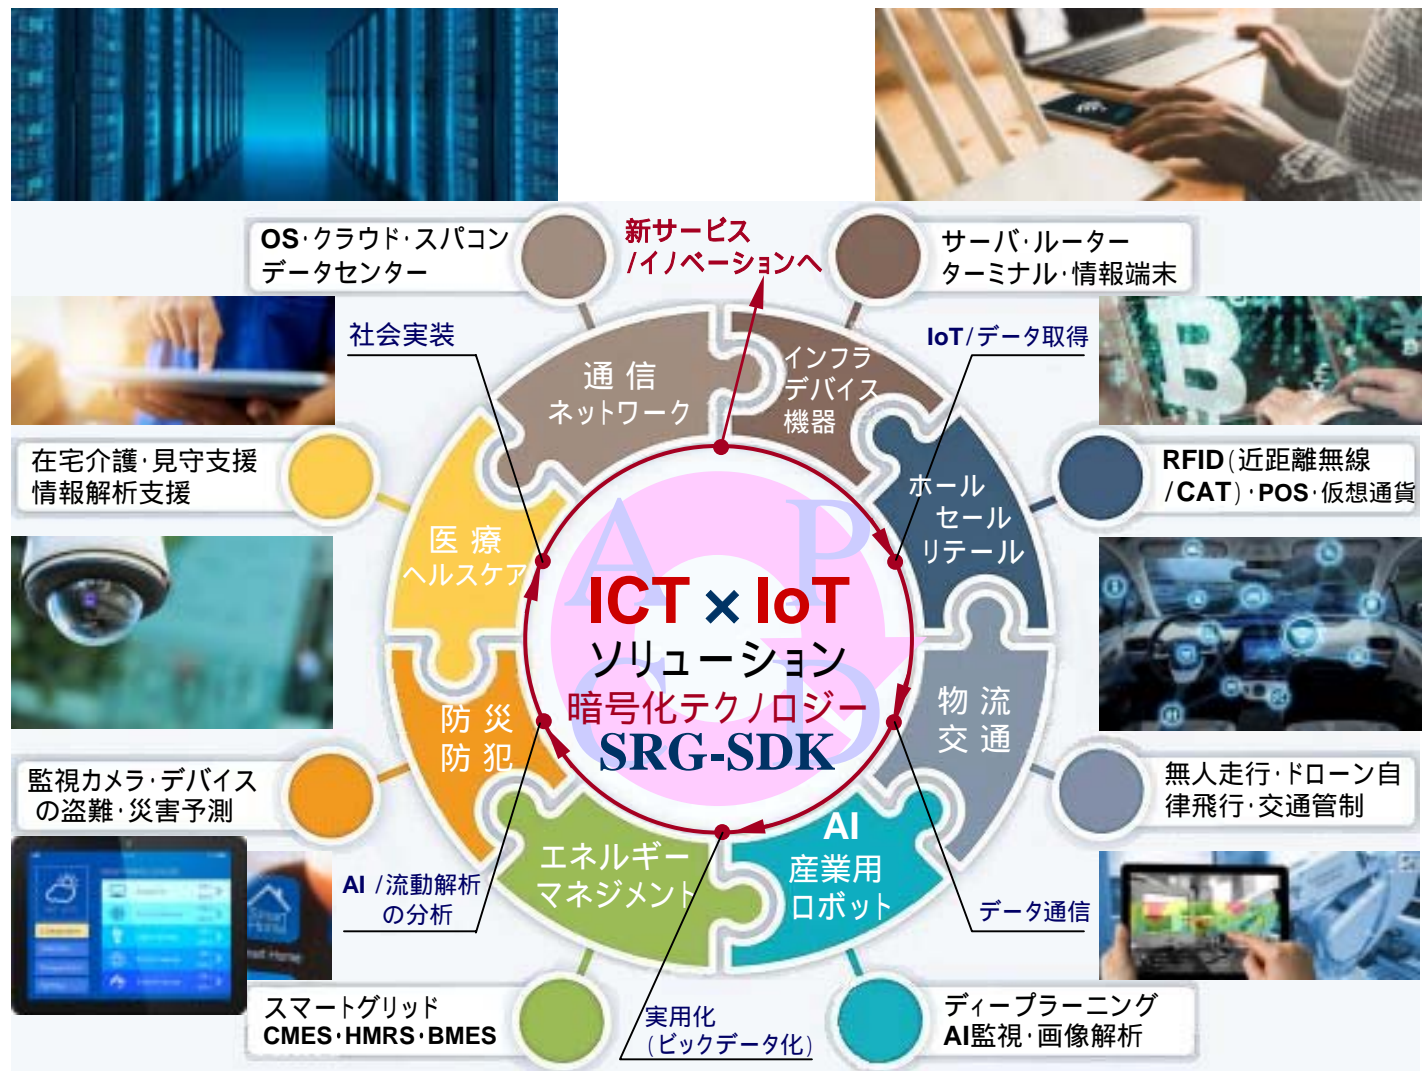 OS·クラウド·スパコン
データセンター
新サービス
/イノベーションへ
サーバ·ルーター
ターミナル·情報端末
社会実装
IoT/データ取得
通信
ネットワーク
インフラ
デバイス
機器
在宅介護·見守支援
情報解析支援
RFID(近距離無線
/CAT)·POS·仮想通貨
医療
ヘルスケア
ホール
セール
リテール
A P
C D
ICT × IoT
ソリューション
暗号化テクノロジー
SRG-SDK
防災
防犯
物流
交通
監視カメラ·デバイス
の盗難·災害予測
無人走行·ドローン自
律飛行·交通管制
エネルギー
マネジメント
AI
産業用
ロボット
AI /流動解析
の分析
データ通信
スマートグリッド
CMES·HMRS·BMES
実用化
(ビックデータ化)
ディープラーニング
AI監視·画像解析